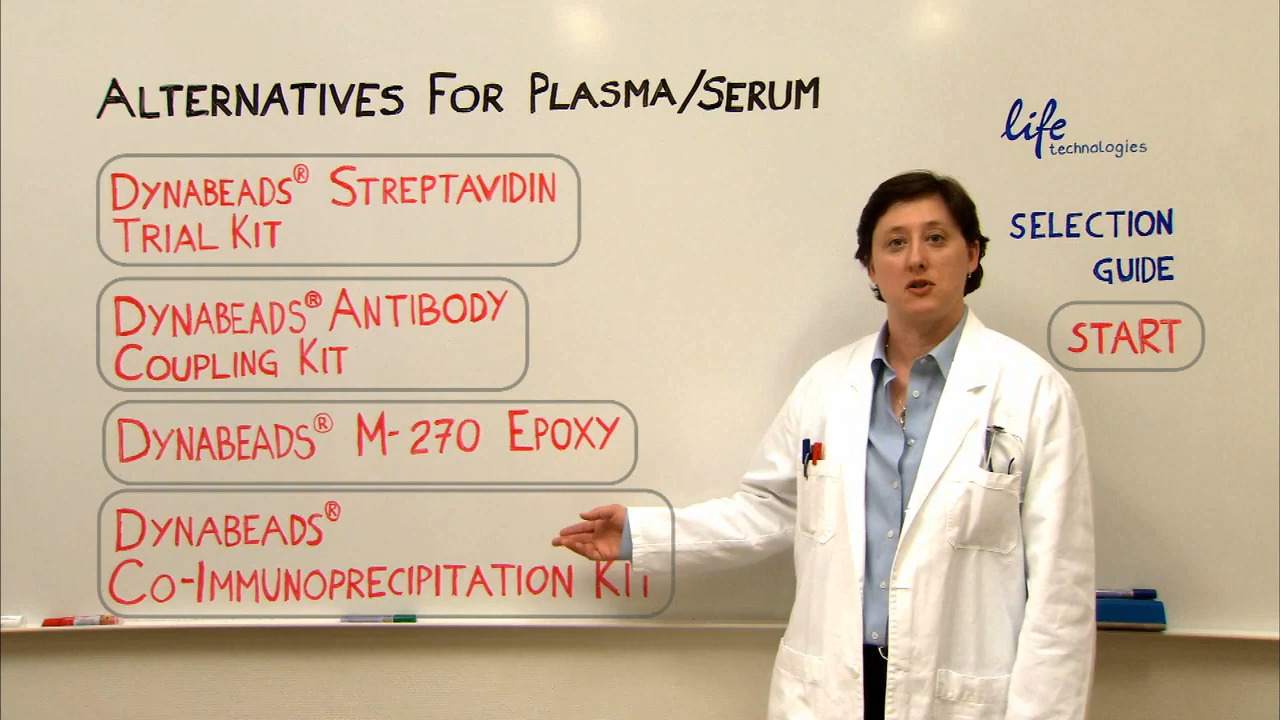 ALTERNATIVES FOR PLASMA/SERUM
DYNABEADS® STREPTAVIDIN
TRIAL KIT
DYNABEADS® ANTIBODY
COUPLING KIT
DYNABEADS® M-270 EPOXY
DYNABEADS®
CO-IMMUNOPRECIPITATION KIT
life
technologies
SELECTION
GUIDE
START